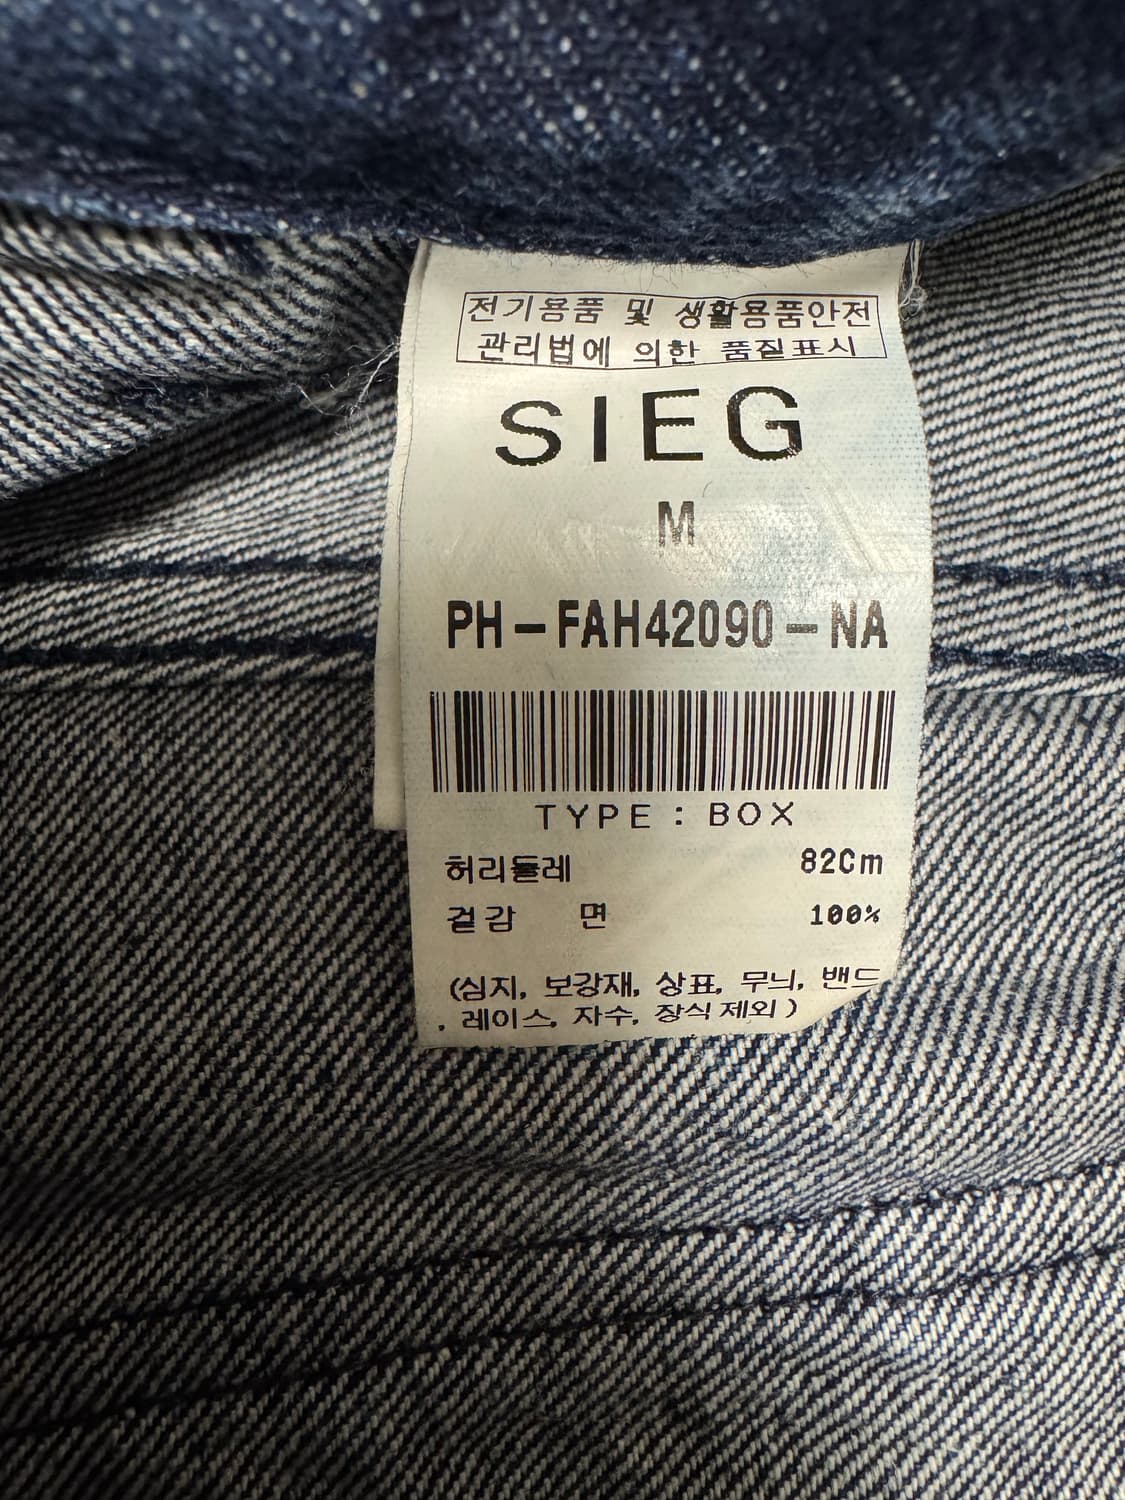 전기용품 및 생활용품안전
관리법에 의한 품질표시
SIEG
M
PH-FAH42090-NA
TYPE : BOX
허리둘레 82Cm
겉감 면 100%
(심지, 보강재, 상표, 무늬, 밴드
, 레이스, 자수, 장식 제외)